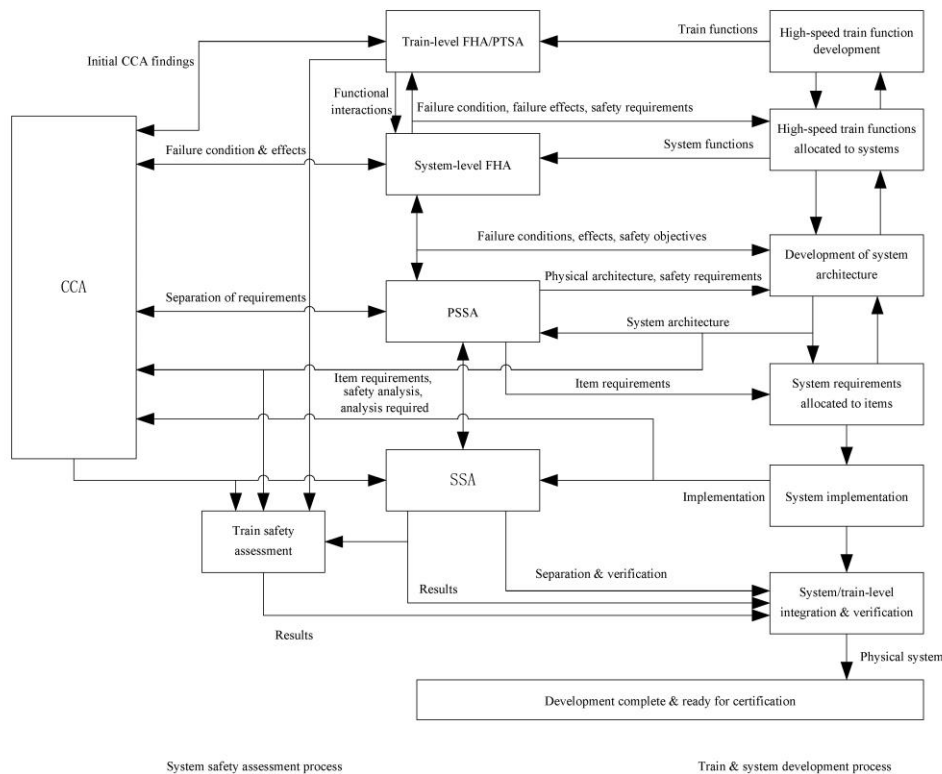 Train functions
High-speed train function
development
Train-level FHA/PTSA
Initial CCA findings
Functional
interactions
Failure condition, failure effects, safety requirements
High-speed train functions
allocated to systems
Failure condition & effects
System-level FHA
System functions
Failure conditions, effects, safety objectives
Development of system
architecture
CCA
Physical architecture, safety requirements
Separation of requirements
PSSA
System architecture
Item requirements,
safety analysis,
analysis required
Item requirements
System requirements
allocated to items
SSA
Implementation
System implementation
Train safety
assessment
Separation & verification
Results
System/train-level
integration & verification
Results
Physical system
Development complete & ready for certification
System safety assessment process
Train & system development process